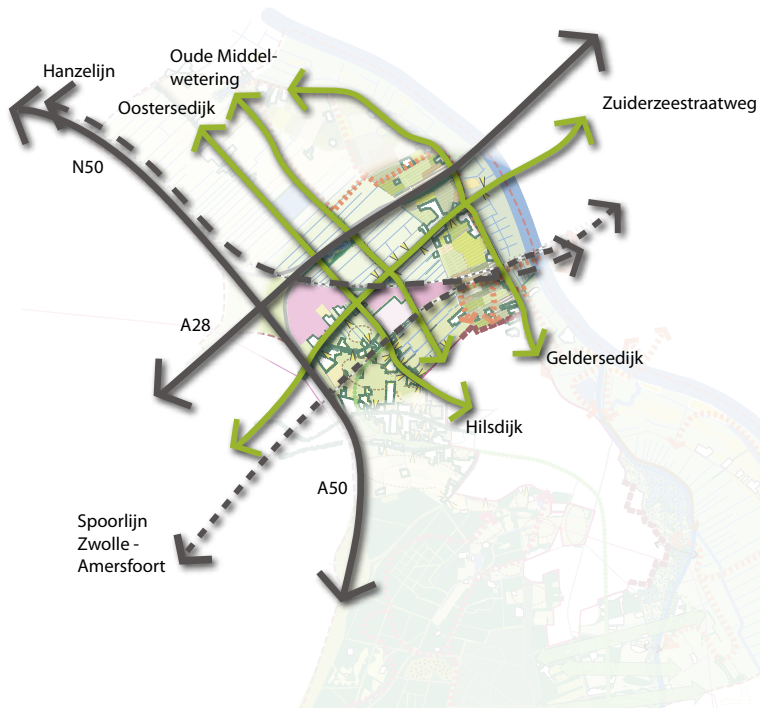 Oude Middel-
wetering
Hanzelijn
Oostersedijk
Zuiderzeestraatweg
N50
A28
Geldersedijk
Hilsdijk
A50
Spoorlijn
Zwolle -
Amersfoort